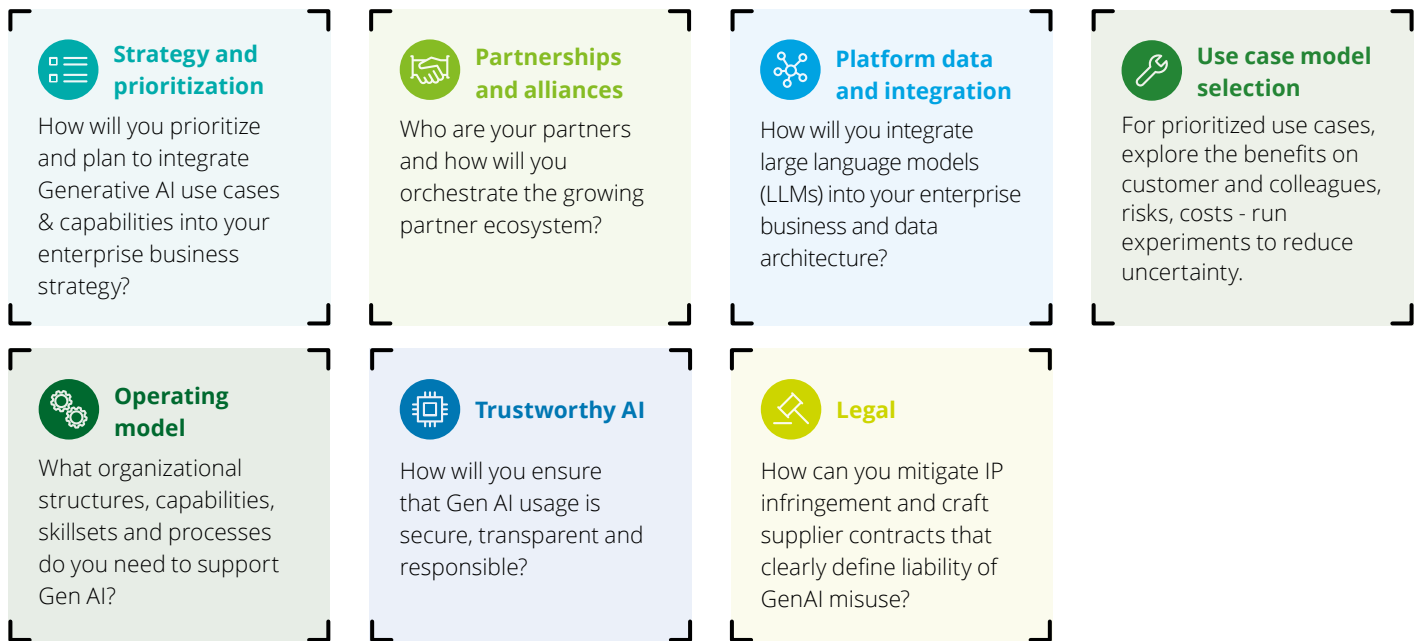 Strategy and
prioritization
How will you prioritize
and plan to integrate
Generative AI use cases
& capabilities into your
enterprise business
strategy?
Partnerships
and alliances
Who are your partners
and how will you
orchestrate the growing
partner ecosystem?
Platform data
and integration
How will you integrate
large language models
(LLMs) into your enterprise
business and data
architecture?
Use case model
selection
For prioritized use cases,
explore the benefits on
customer and colleagues,
risks, costs - run
experiments to reduce
uncertainty.
Operating
model
What organizational
structures, capabilities,
skillsets and processes
do you need to support
Gen AI?
Trustworthy AI
How will you ensure
that Gen AI usage is
secure, transparent and
responsible?
Legal
How can you mitigate IP
infringement and craft
supplier contracts that
clearly define liability of
GenAI misuse?